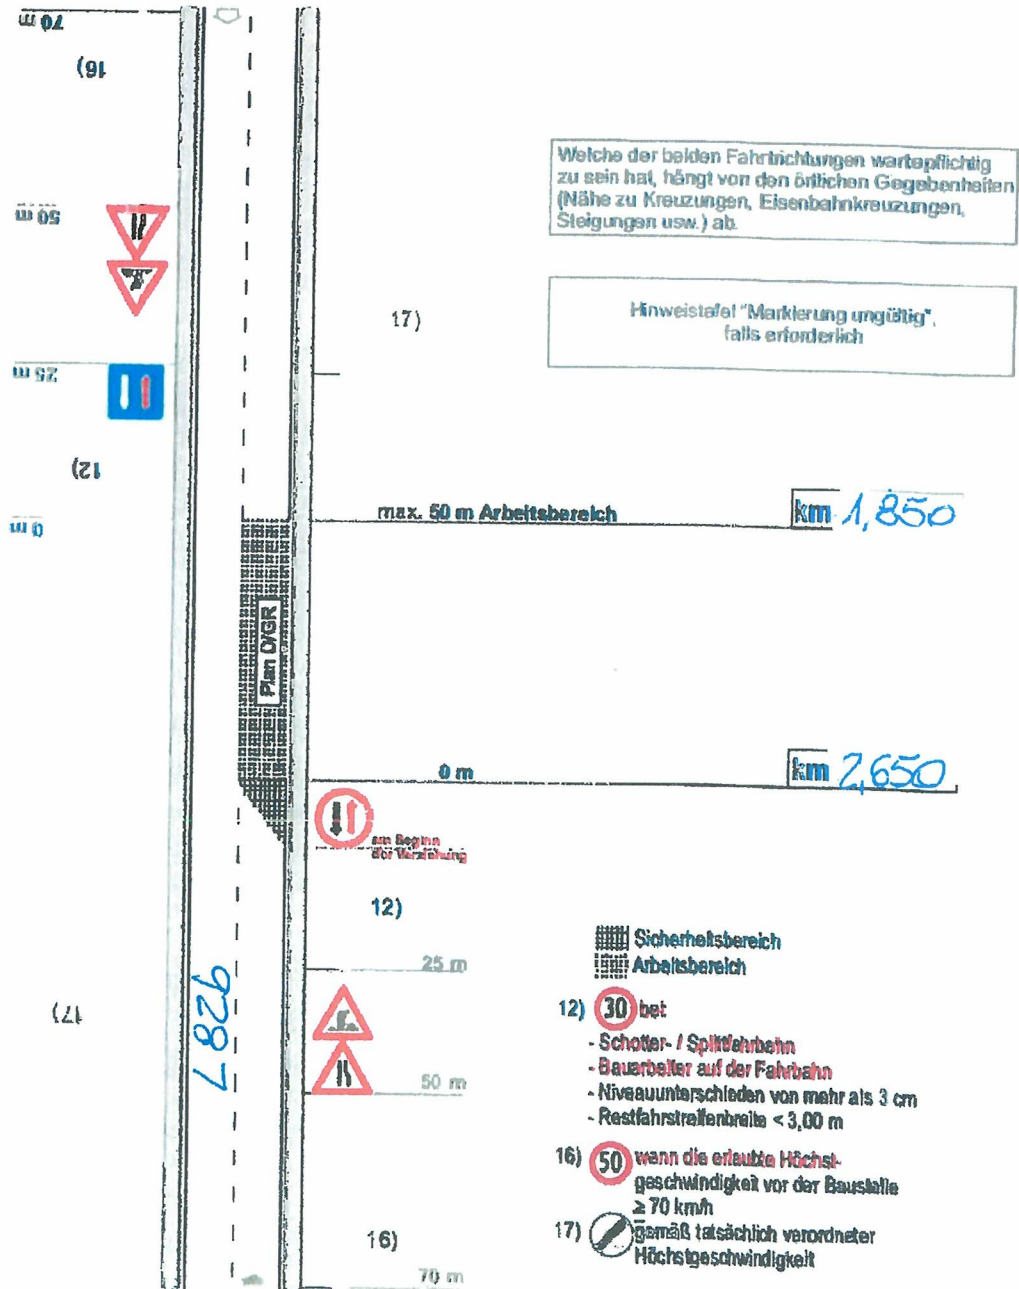 70 m
16)
50 m
25 m
12)
0 m
17)
Welche der beiden Fahrtrichtungen wartepflichtig
zu sein hat, hängt von den örtlichen Gegebenheiten
(Nähe zu Kreuzungen, Eisenbahnkreuzungen,
Steigungen usw.) ab.
Hinweistafel "Markierung ungültig",
falls erforderlich
17)
max. 50 m Arbeitsbereich
km 1,850
Plan D/GR
0 m
km 2,650
am Beginn
der Verziehung
12)
25 m
50 m
16)
70 m
L 826
Sicherheitsbereich
Arbeitsbereich
12) 30 bei:
- Schotter- / Splittfahrbahn
- Bauarbeiter auf der Fahrbahn
- Niveauunterschieden von mehr als 3 cm
- Restfahrstreifenbreite < 3,00 m
16) 50 wenn die erlaubte Höchst-
geschwindigkeit vor der Baustelle
≥ 70 km/h
17) gemäß tatsächlich verordneter
Höchstgeschwindigkeit